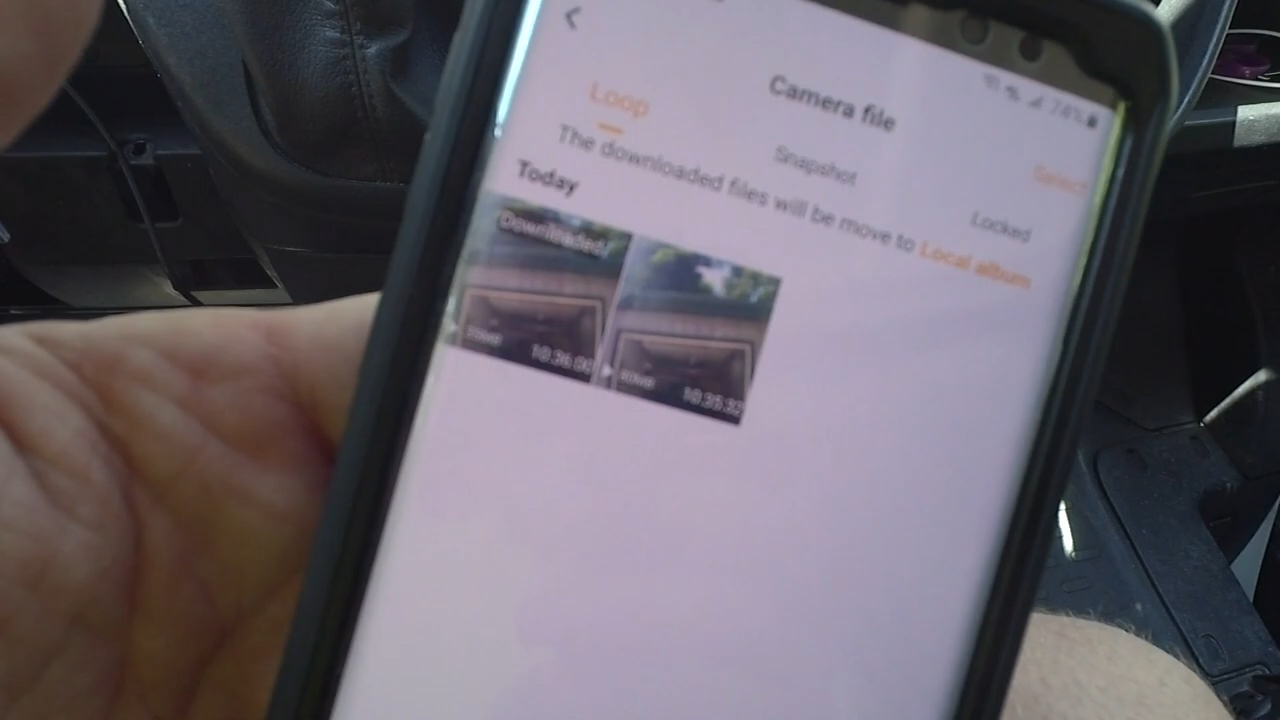 74%
Camera file
Select
Loop
Snapshot
Locked
The downloaded files will be move to Local album
Today
Downloaded
10:36:00
10:35:32